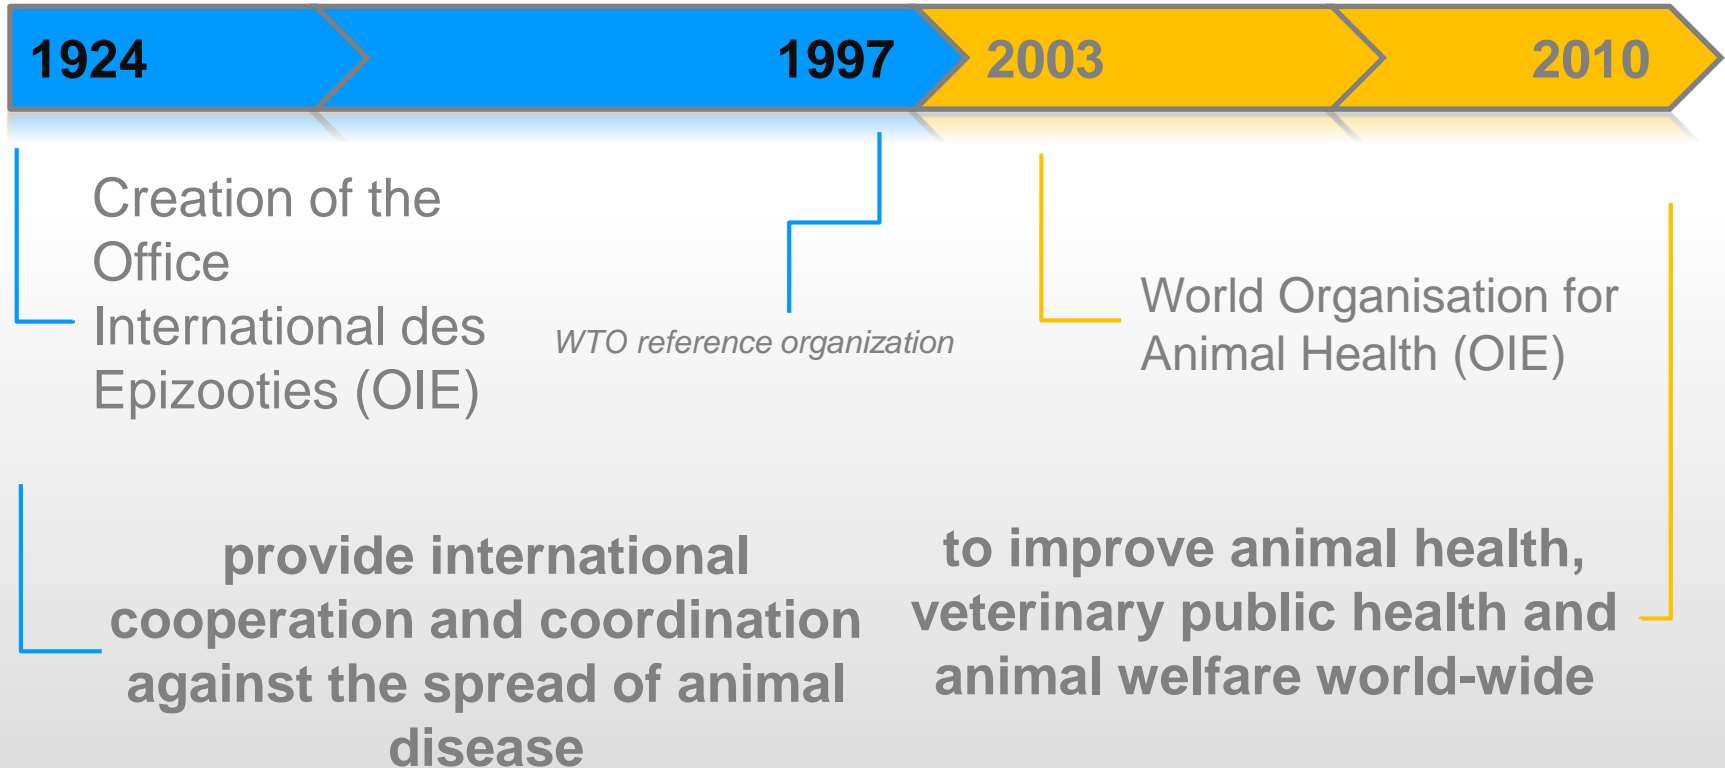 1924
1997
2003
2010
Creation of the
Office
International des
Epizooties (OIE)
WTO reference organization
World Organisation for
Animal Health (OIE)
provide international
cooperation and coordination
against the spread of animal
disease
to improve animal health,
veterinary public health and
animal welfare world-wide